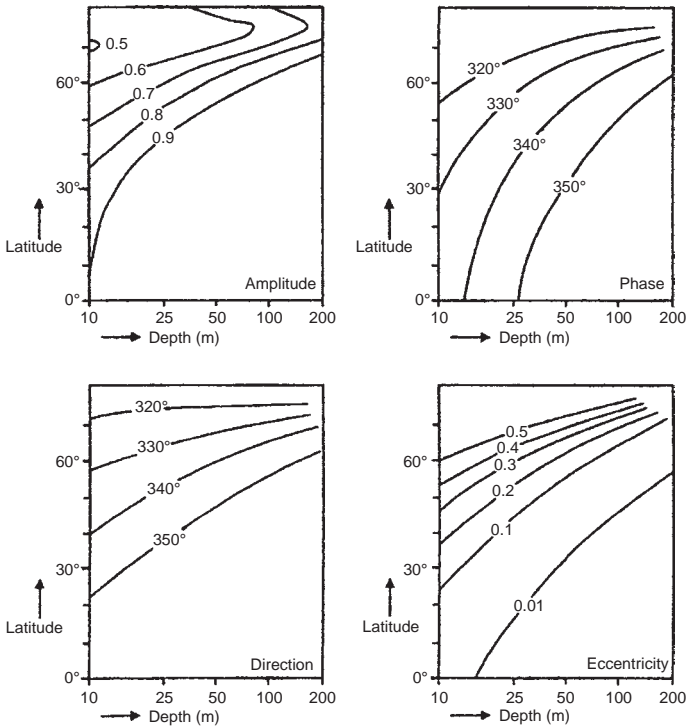 0.5
0.6
0.7
0.8
0.9
60°
30°
0°
Latitude
Amplitude
10 25 50 100 200
Depth (m)
320°
330°
340°
350°
60°
30°
0°
Latitude
Phase
10 25 50 100 200
Depth (m)
320°
330°
340°
350°
60°
30°
0°
Latitude
Direction
10 25 50 100 200
Depth (m)
0.5
0.4
0.3
0.2
0.1
0.01
60°
30°
0°
Latitude
Eccentricity
10 25 50 100 200
Depth (m)